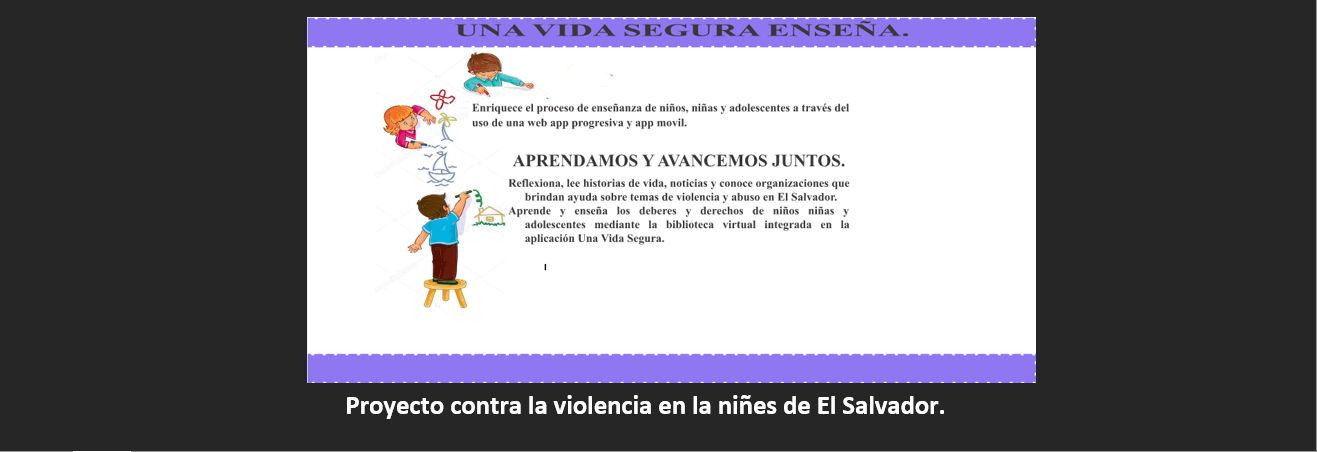 UNA VIDA SEGURA ENSEÑA.
Enriquece el proceso de enseñanza de niños, niñas y adolescentes a través del
uso de una web app progresiva y app movil.
APRENDAMOS Y AVANCEMOS JUNTOS.
Reflexiona, lee historias de vida, noticias y conoce organizaciones que
brindan ayuda sobre temas de violencia y abuso en El Salvador.
Aprende y enseña los deberes y derechos de niños niñas y
adolescentes mediante la biblioteca virtual integrada en la
aplicación Una Vida Segura.
Proyecto contra la violencia en la niñes de El Salvador.